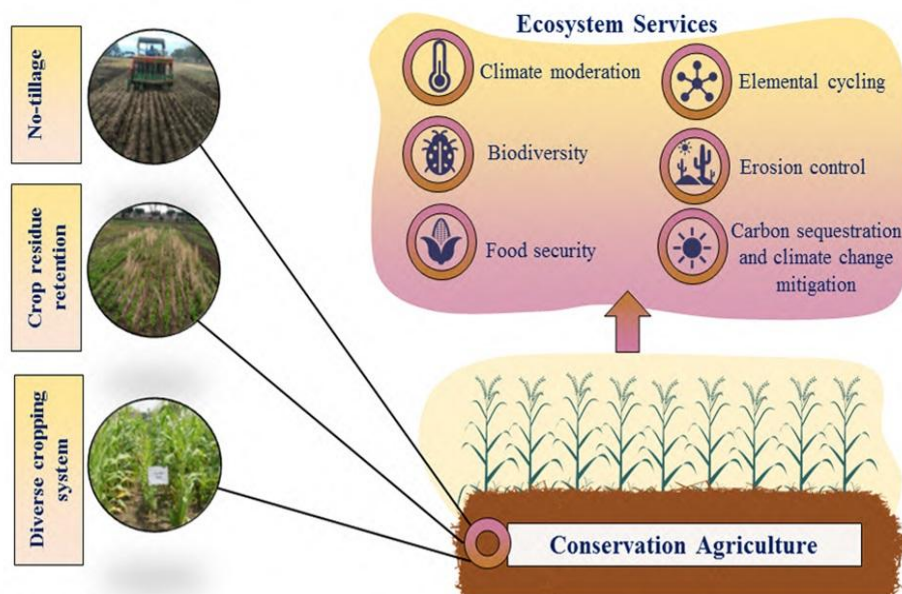 No-tillage
Crop residue
retention
Diverse cropping
system
Ecosystem Services
Climate moderation
Biodiversity
Food security
Elemental cycling
Erosion control
Carbon sequestration
and climate change
mitigation
Conservation Agriculture